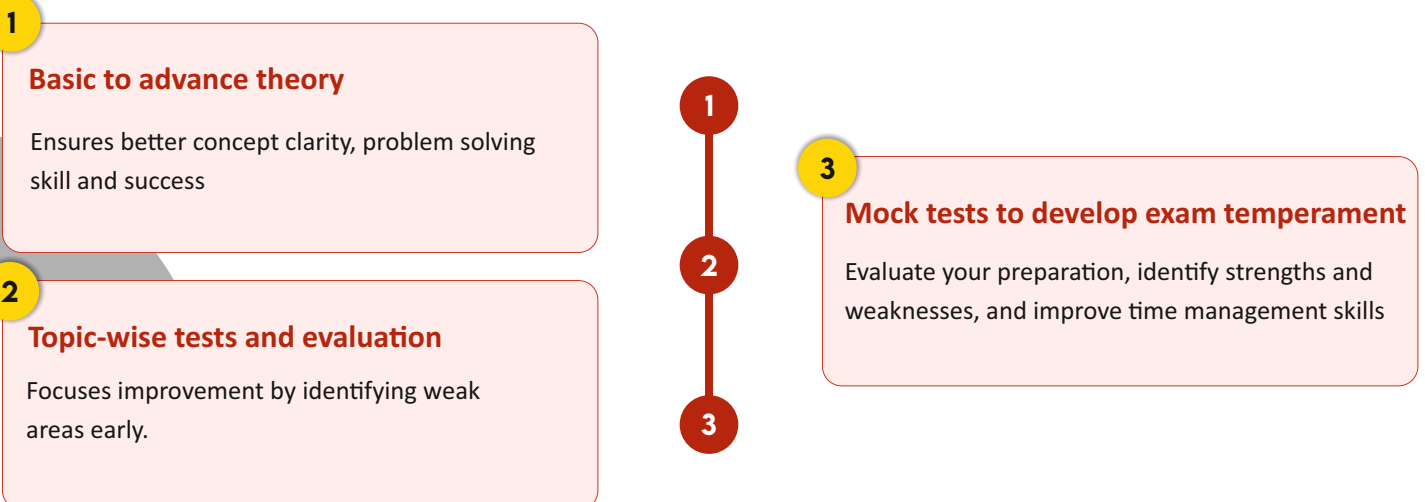 1
Basic to advance theory
Ensures better concept clarity, problem solving
skill and success
2
Topic-wise tests and evaluation
Focuses improvement by identifying weak
areas early.
1
2
3
3
Mock tests to develop exam temperament
Evaluate your preparation, identify strengths and
weaknesses, and improve time management skills